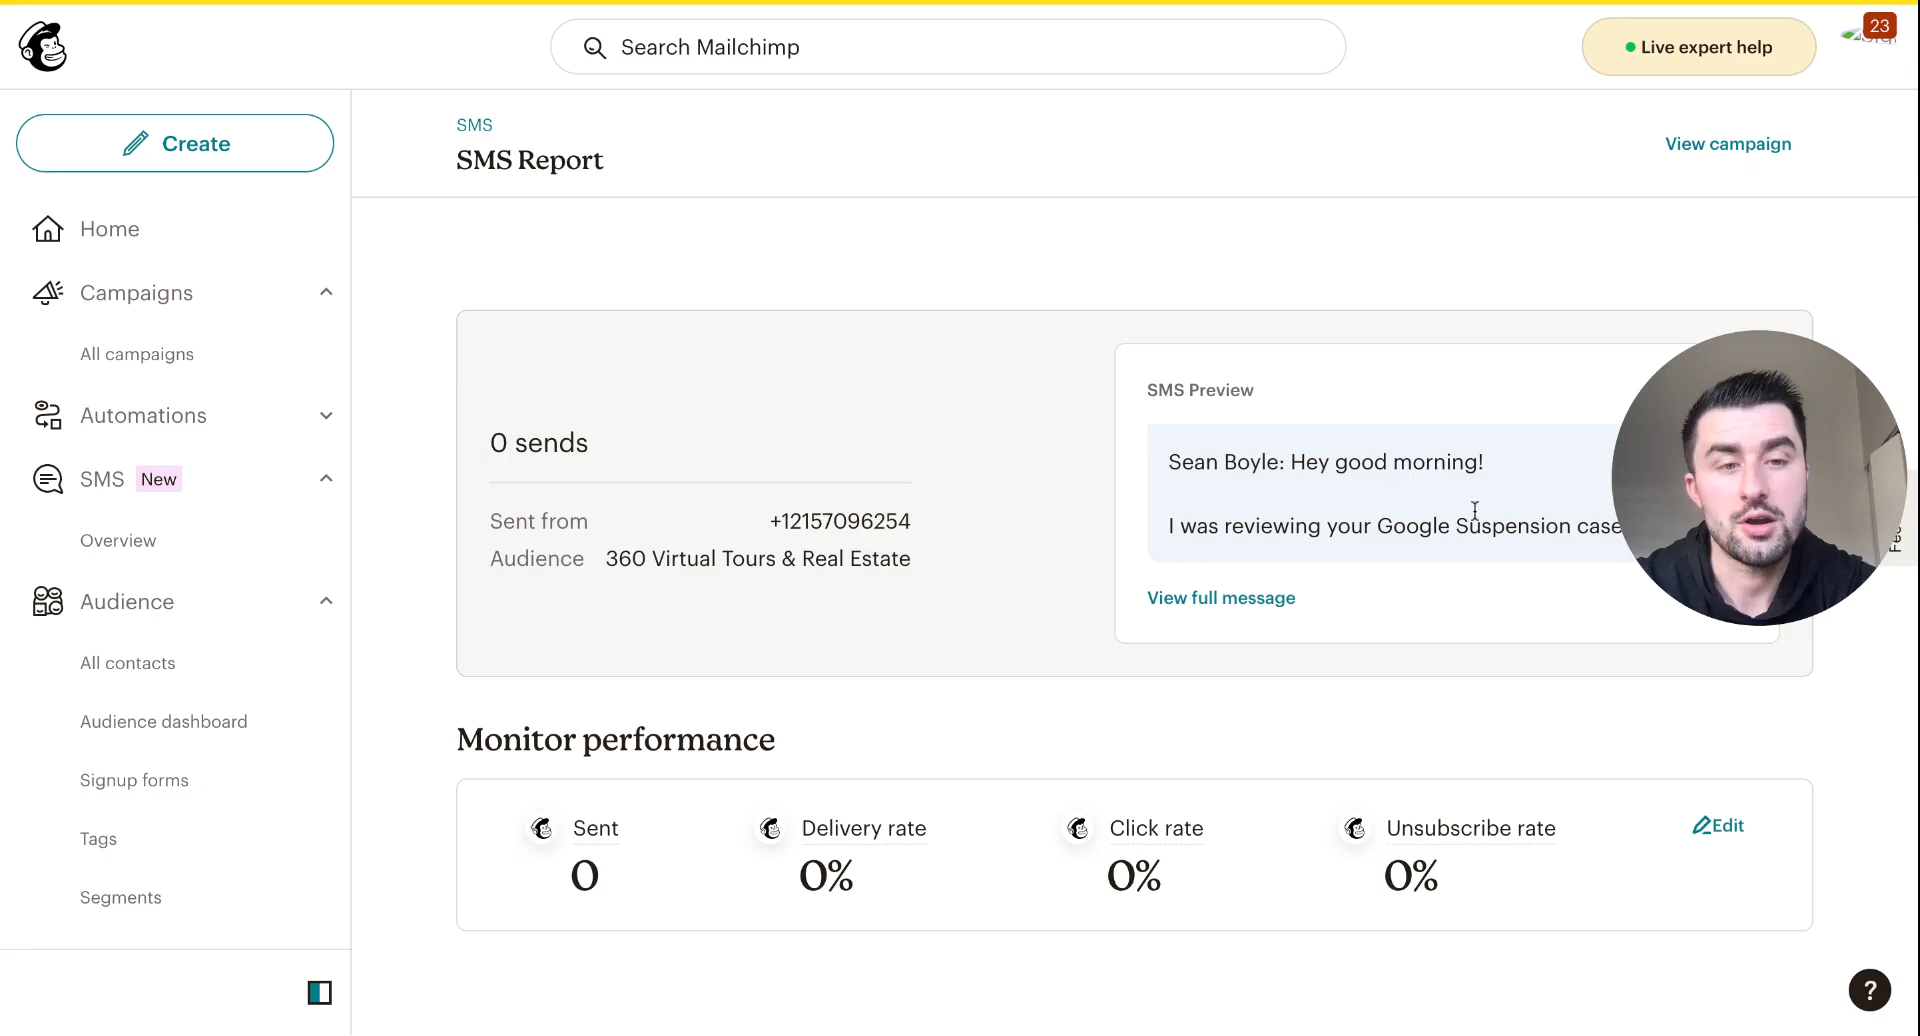 Search Mailchimp
Live expert help
23
Create
Home
Campaigns
All campaigns
Automations
SMS New
Overview
Audience
All contacts
Audience dashboard
Signup forms
Tags
Segments
SMS
SMS Report
View campaign
0 sends
Sent from +12157096254
Audience 360 Virtual Tours & Real Estate
SMS Preview
Sean Boyle: Hey good morning!
I was reviewing your Google Suspension case
View full message
Monitor performance
Sent
0
Delivery rate
0%
Click rate
0%
Unsubscribe rate
0%
Edit
?